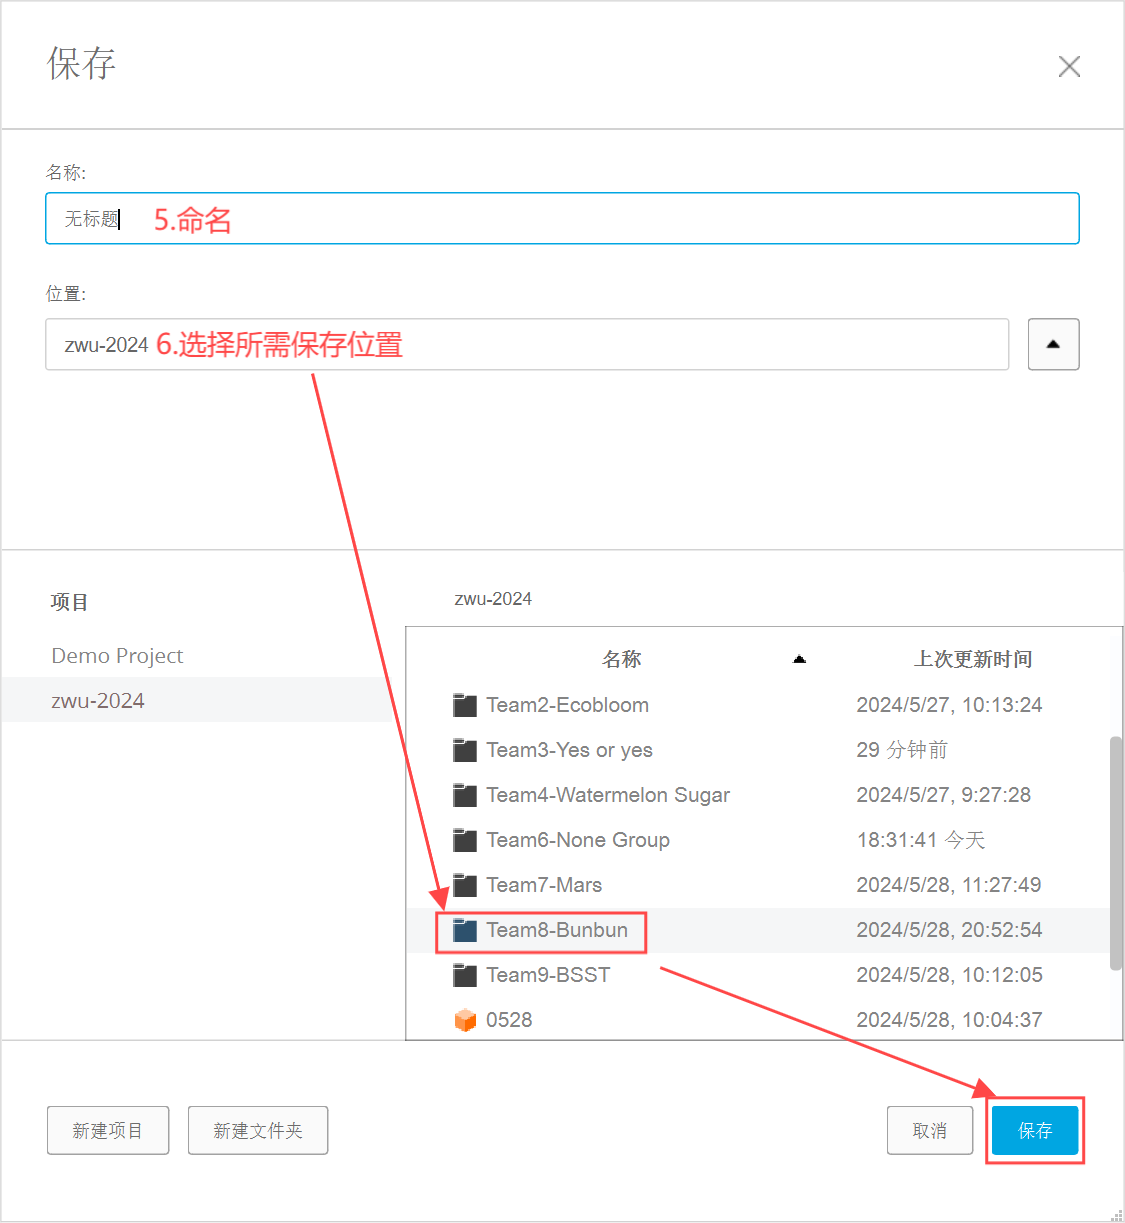 保存
名称:
无标题 5.命名
位置:
zwu-2024 6.选择所需保存位置
项目
Demo Project
zwu-2024
zwu-2024
名称 上次更新时间
Team2-Ecobloom 2024/5/27, 10:13:24
Team3-Yes or yes 29 分钟前
Team4-Watermelon Sugar 2024/5/27, 9:27:28
Team6-None Group 18:31:41 今天
Team7-Mars 2024/5/28, 11:27:49
Team8-Bunbun 2024/5/28, 20:52:54
Team9-BSST 2024/5/28, 10:12:05
0528 2024/5/28, 10:04:37
新建项目 新建文件夹 取消 保存